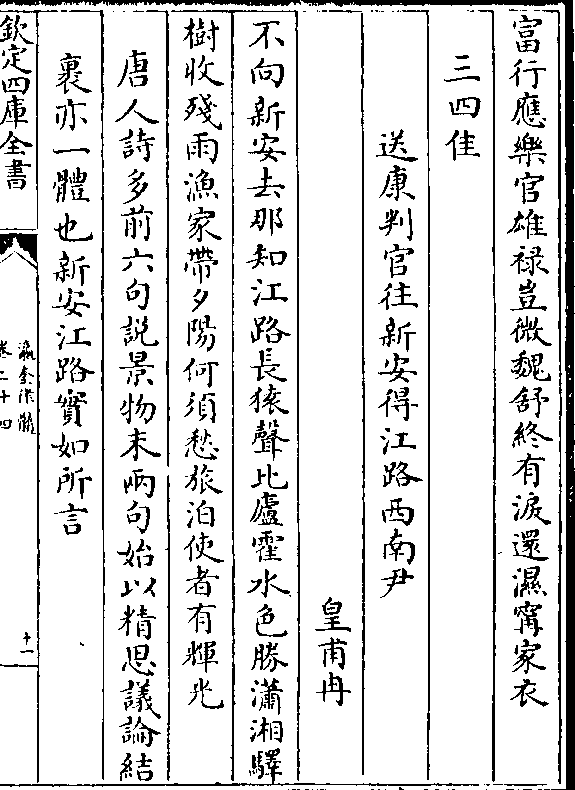 富行應樂官雄禄豈微魏舒終有淚還濕寗家衣
三四佳
送康判官往新安得江路西南尹
皇甫冉
不向新安去那知江路長猿聲比廬霍水色勝瀟湘驛
樹收殘雨漁家帶夕陽何須愁旅泊使者有輝光
唐人詩多前六句説景物末兩句始以精思議論結
裹亦一體也新安江路實如所言
欽定四庫全書
瀛奎律髓
卷二十四
十一